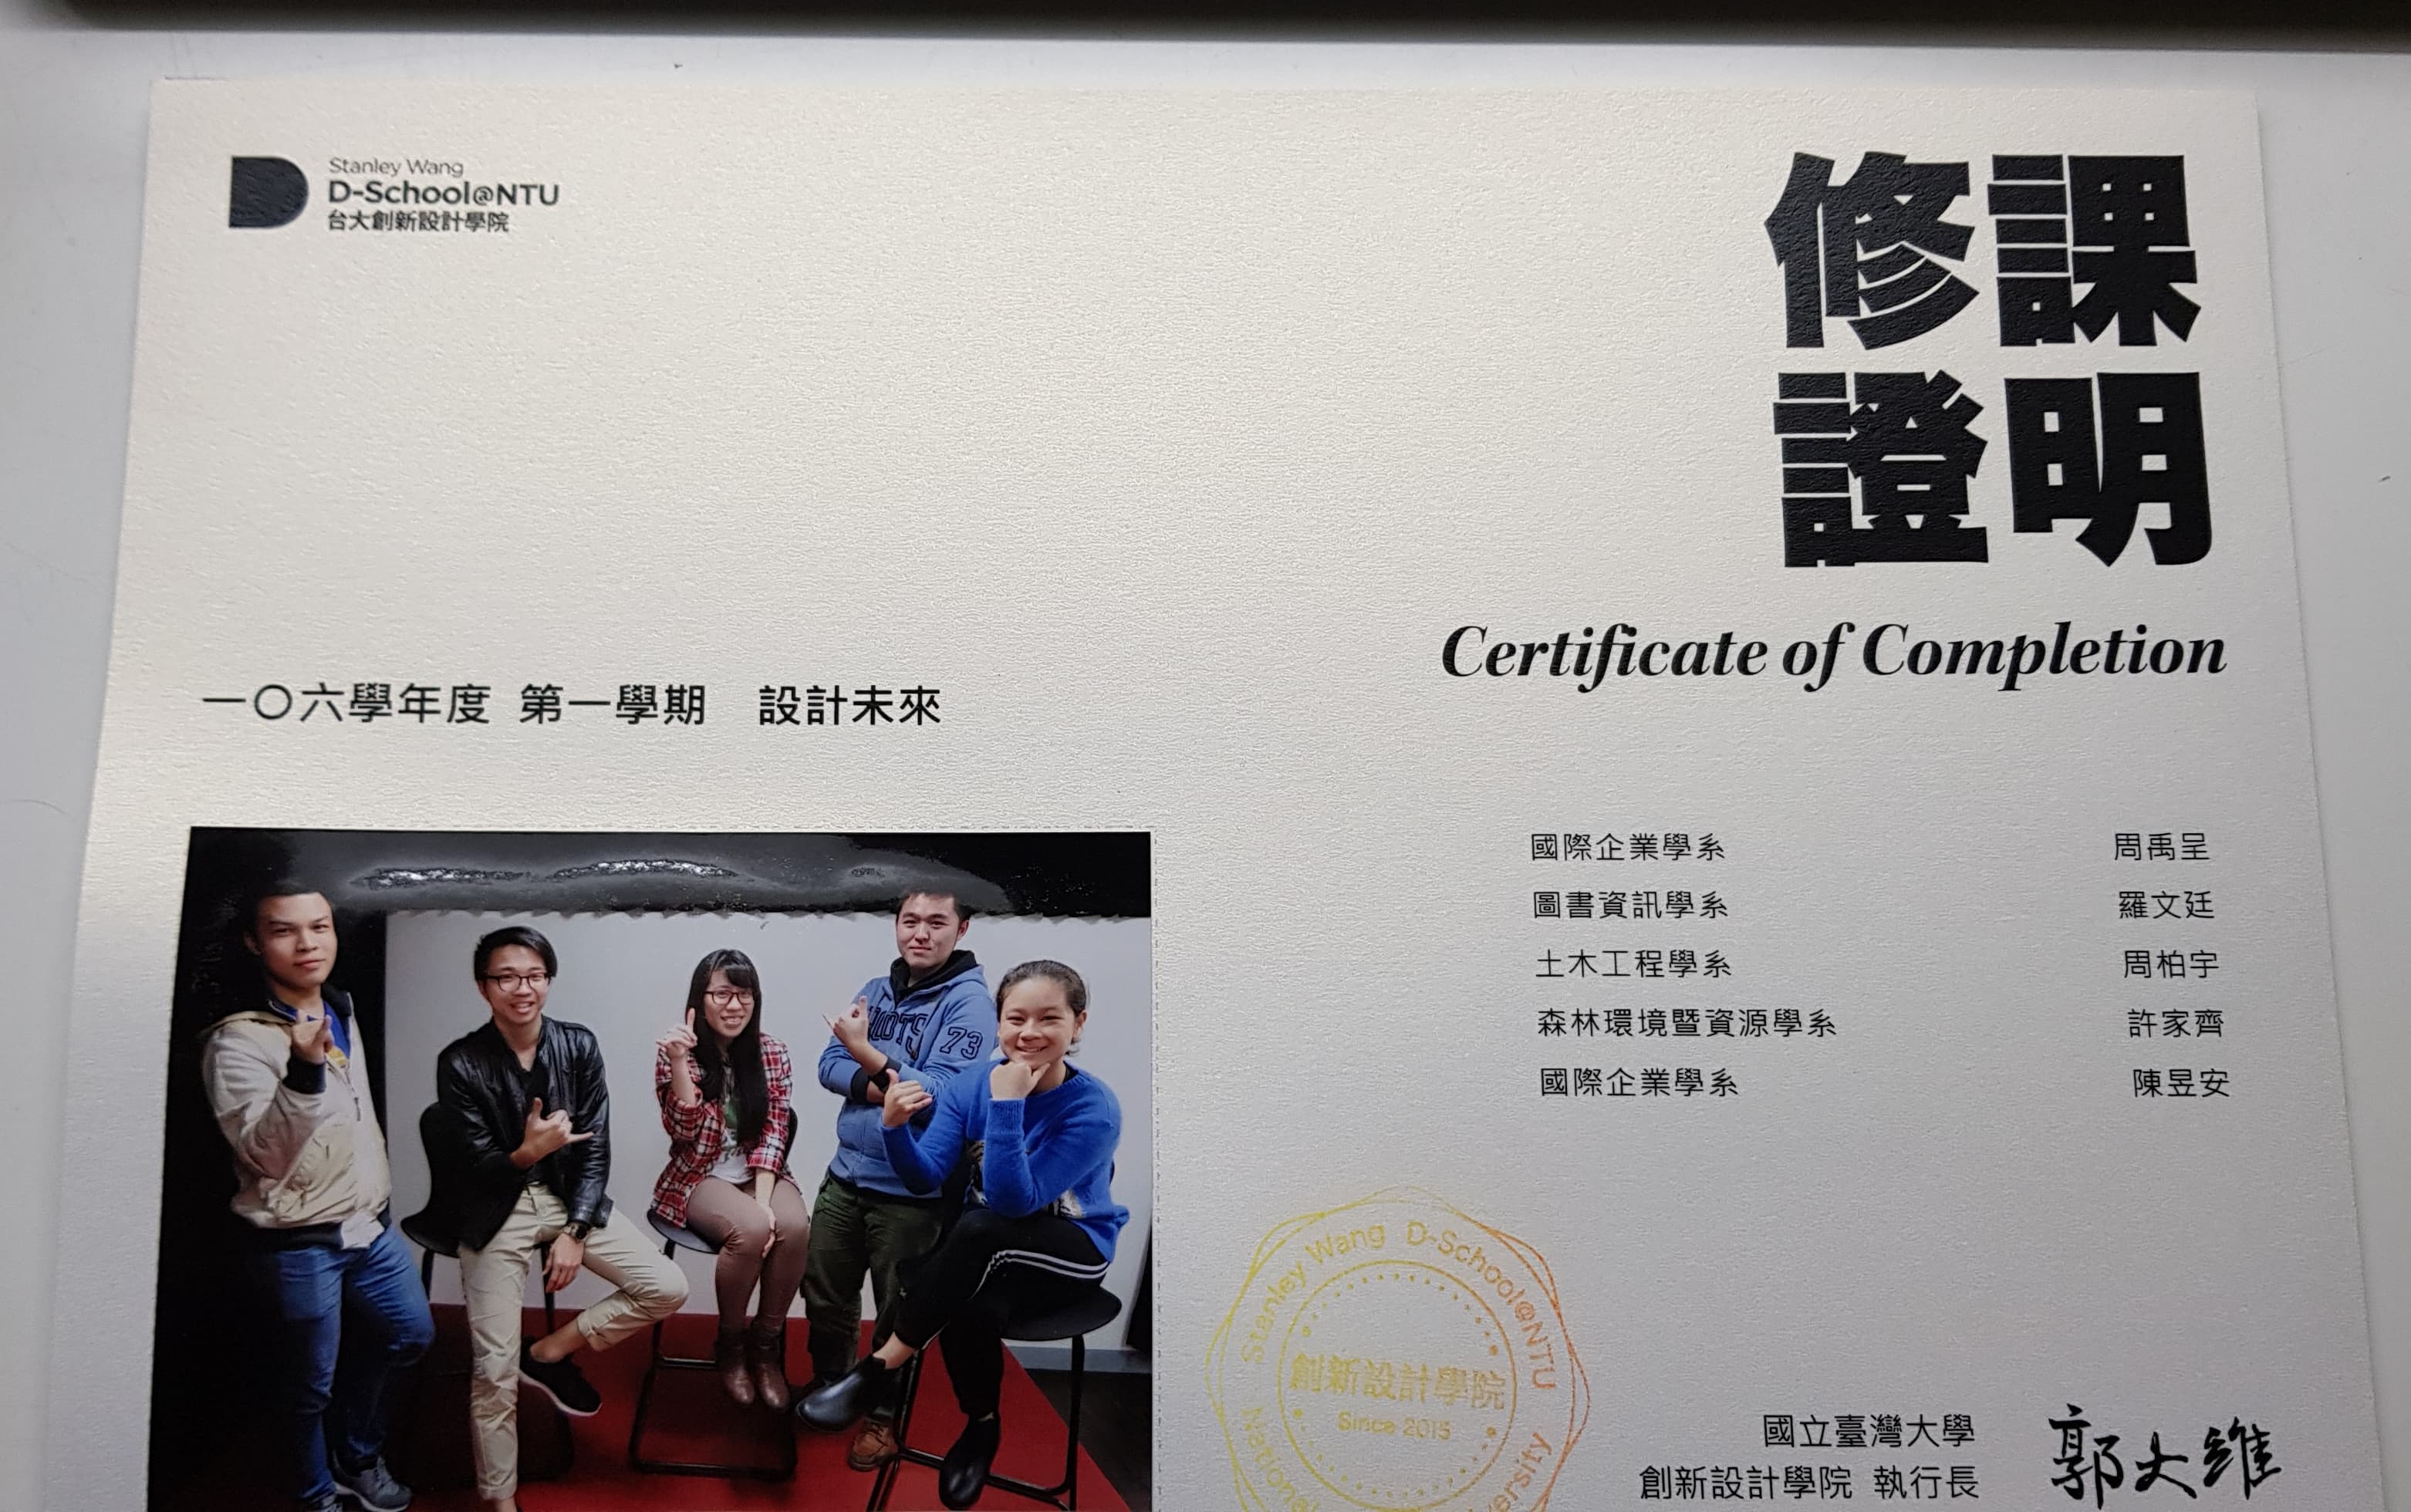 Stanley Wang
D-School@NTU
台大創新設計學院
修課
證明
Certificate of Completion
一〇六學年度 第一學期 設計未來
國際企業學系 周禹呈
圖書資訊學系 羅文廷
土木工程學系 周柏宇
森林環境暨資源學系 許家齊
國際企業學系 陳昱安
73
Stanley Wang D-School@NTU
創新設計學院
Since 2015
National
國立臺灣大學
創新設計學院 執行長
郭大維